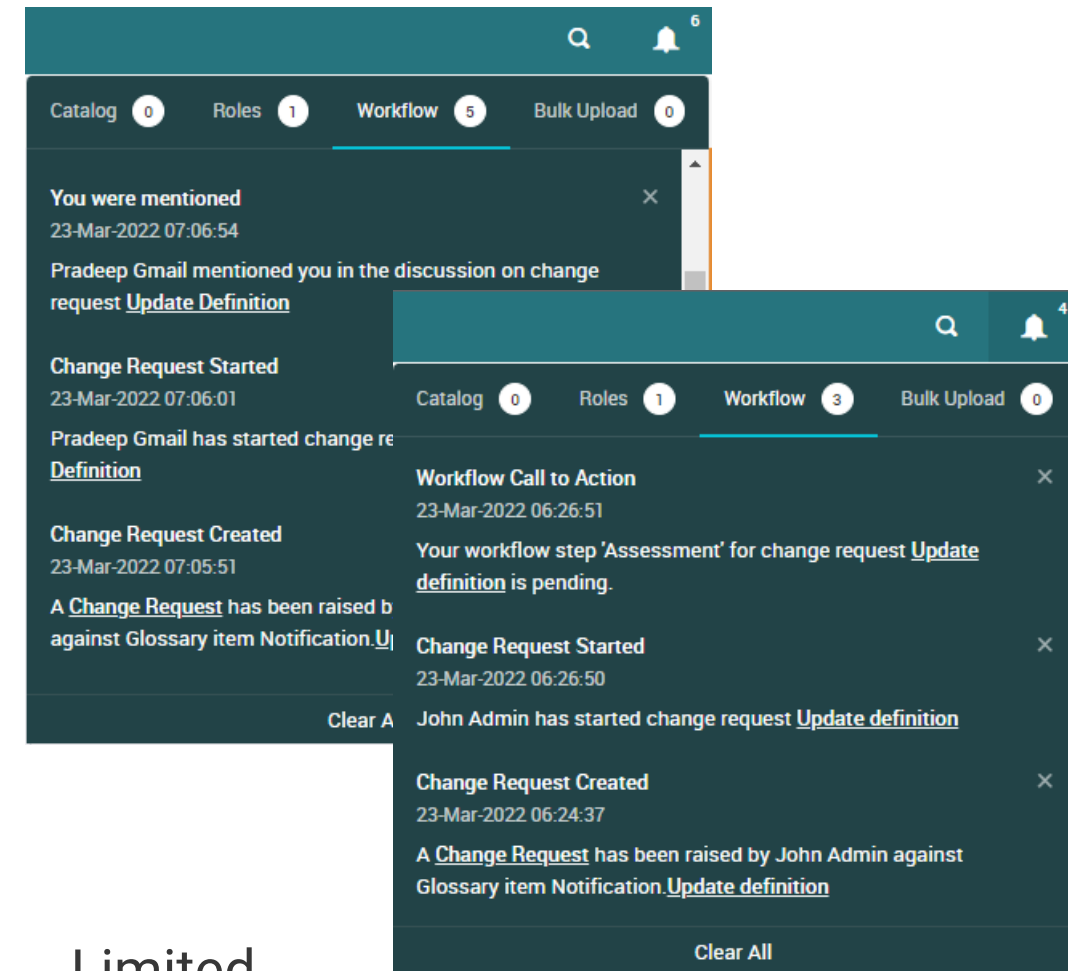 6
Catalog 0 Roles 1 Workflow 5 Bulk Upload 0
You were mentioned
23-Mar-2022 07:06:54
Pradeep Gmail mentioned you in the discussion on change
request Update Definition
Change Request Started
23-Mar-2022 07:06:01
Pradeep Gmail has started change
Definition
Change Request Created
23-Mar-2022 07:05:51
A Change Request has been raised
against Glossary item Notification.
Clear
4
Catalog 0 Roles 1 Workflow 3 Bulk Upload 0
Workflow Call to Action
23-Mar-2022 06:26:51
Your workflow step 'Assessment' for change request Update
definition is pending.
Change Request Started
23-Mar-2022 06:26:50
John Admin has started change request Update definition
Change Request Created
23-Mar-2022 06:24:37
A Change Request has been raised by John Admin against
Glossary item Notification.Update definition
Clear All
Limited